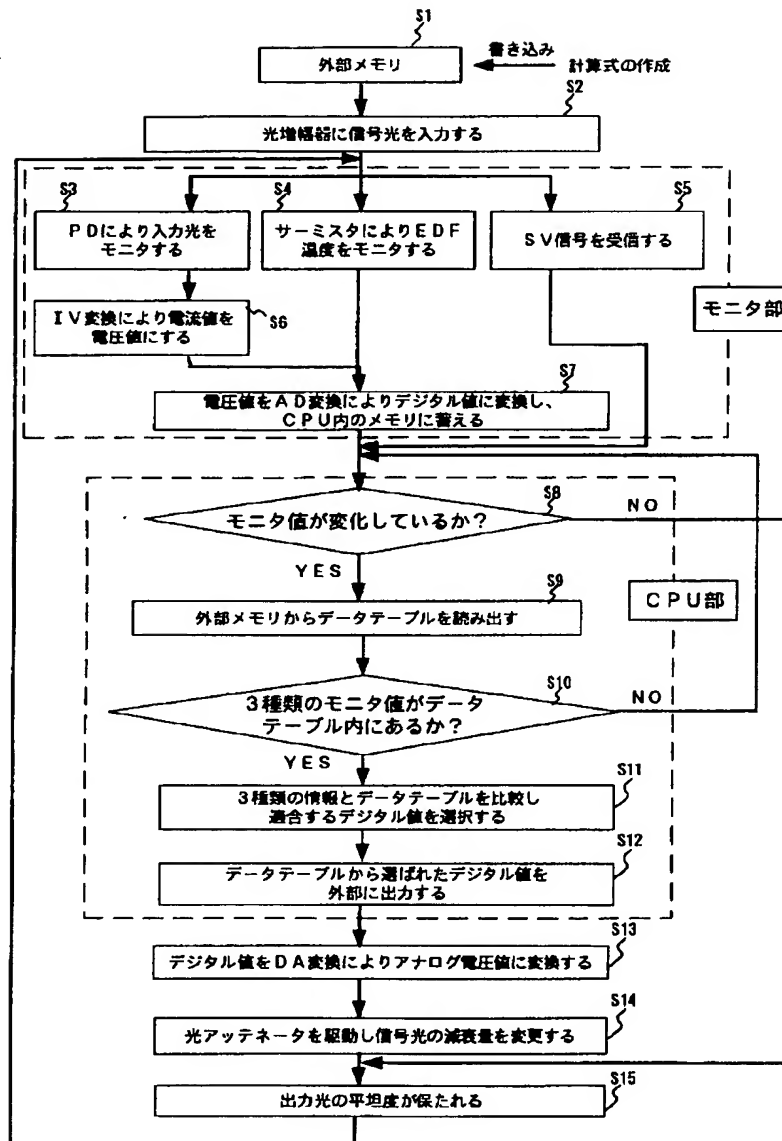 S1
外部メモリ
書き込み
計算式の作成
S2
光増幅器に信号光を入力する
S3
PDにより入力光を
モニタする
S4
サーミスタによりEDF
温度をモニタする
S5
SV信号を受信する
IV変換により電流値を
電圧値にする
S6
モニタ部
S7
電圧値をAD変換によりデジタル値に変換し、
CPU内のメモリに蓄える
S8
モニタ値が変化しているか?
NO
YES
S9
外部メモリからデータテーブルを読み出す
CPU部
S10
3種類のモニタ値がデータ
テーブル内にあるか?
NO
YES
S11
3種類の情報とデータテーブルを比較し
適合するデジタル値を選択する
S12
データテーブルから選ばれたデジタル値を
外部に出力する
S13
デジタル値をDA変換によりアナログ電圧値に変換する
S14
光アッテネータを駆動し信号光の減衰量を変更する
S15
出力光の平坦度が保たれる